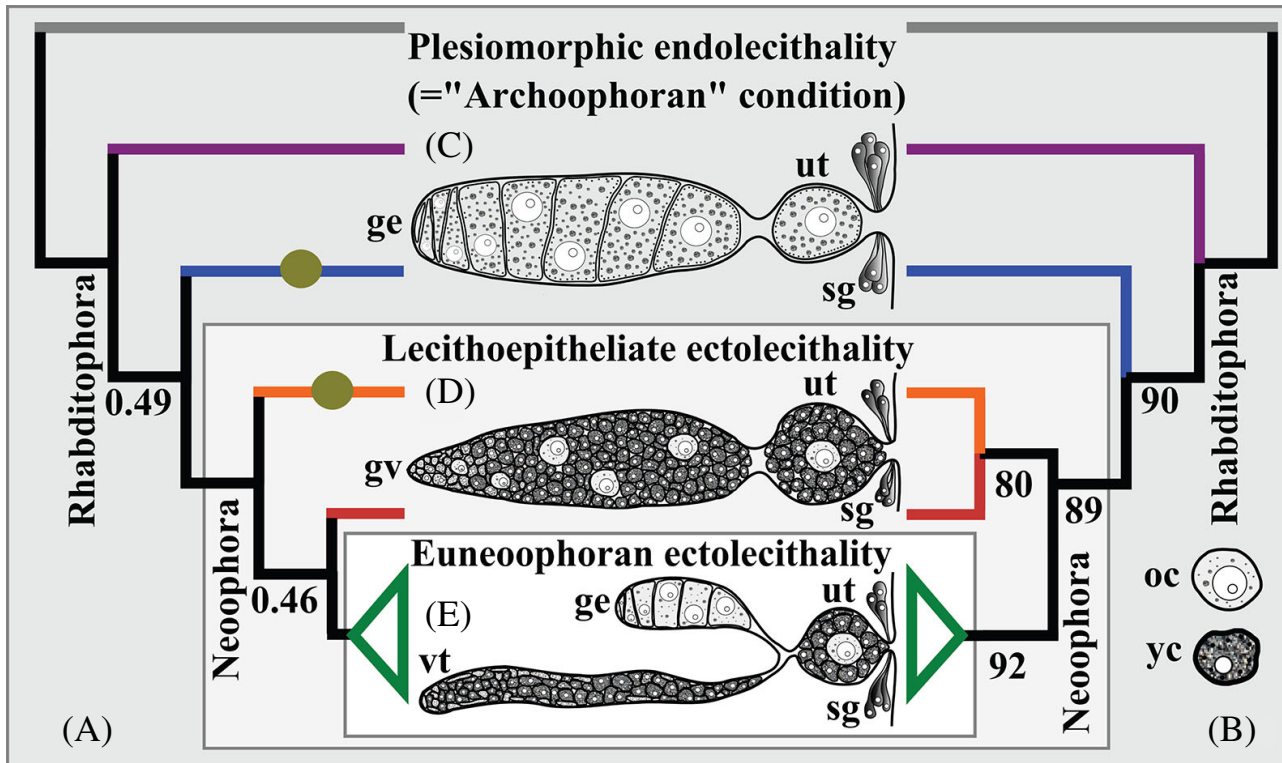 Plesiomorphic endolecithality
(="Archoophoran" condition)
(C)
ut
ge
sg
Rhabditophora
0.49
90
Rhabditophora
Lecithoepitheliate ectolecithality
(D)
ut
gv
sg
80
89
Neoophora
0.46
Euneoophoran ectolecithality
(E)
ge
ut
vt
sg
92
Neoophora
oc
yc
(A)
(B)